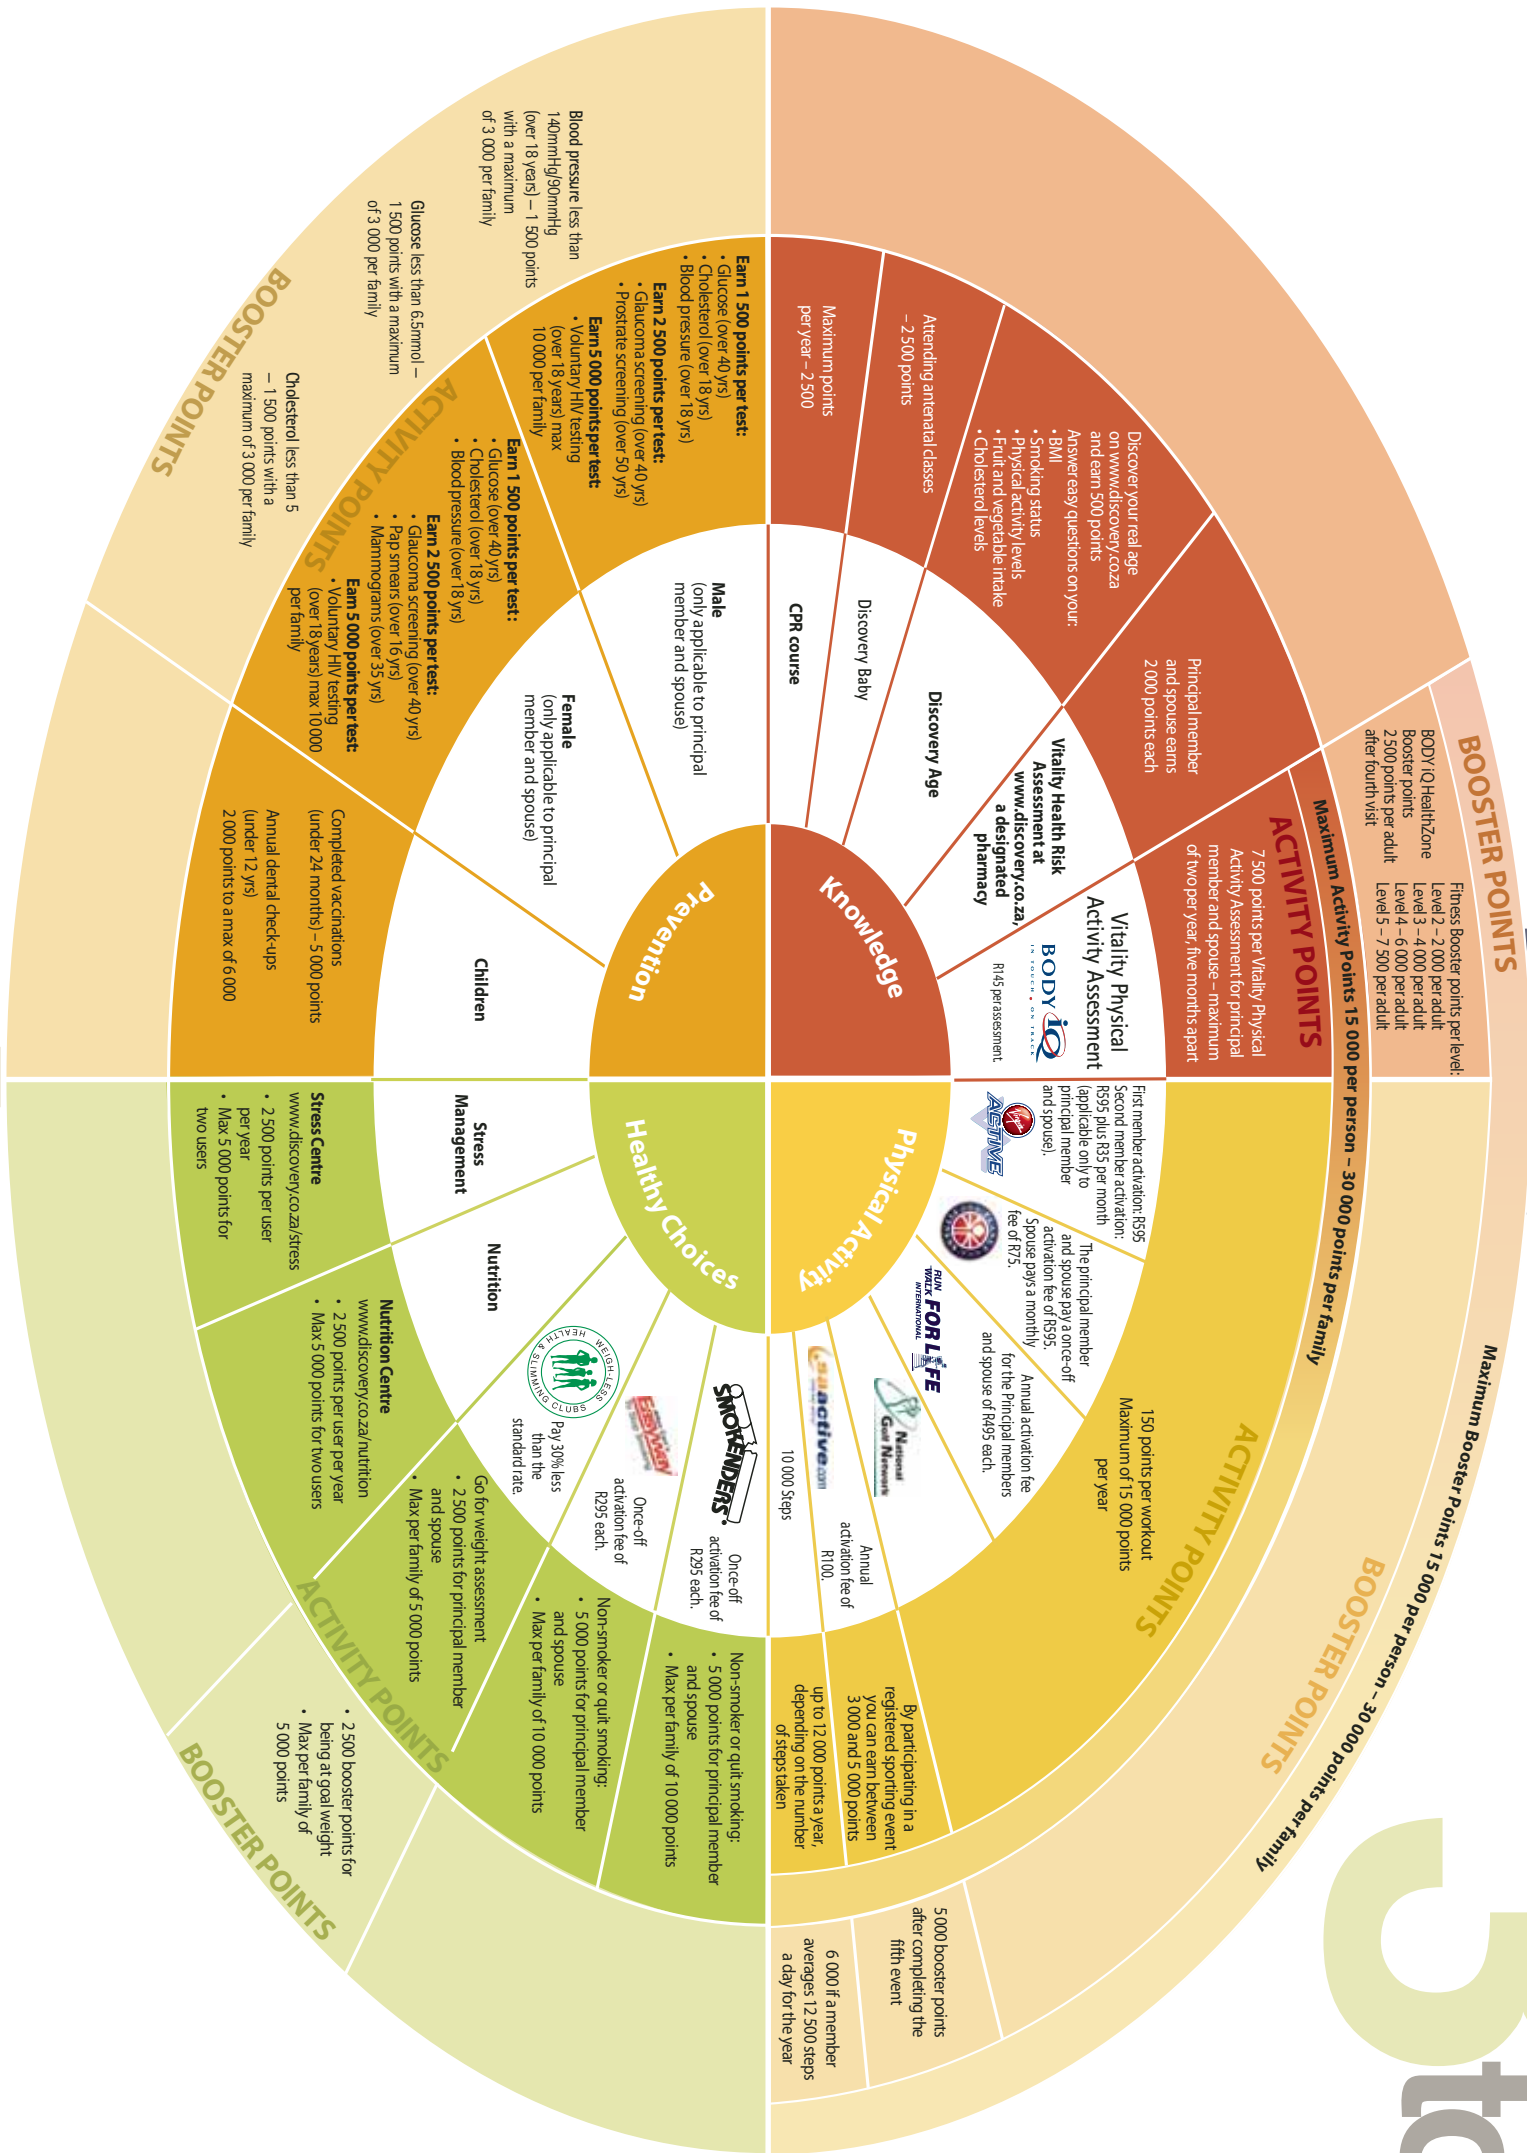 BOOSTER POINTS
BODY iQ HealthZone
Booster points
2 500 points per adult
after fourth visit
Fitness Booster points per level:
Level 2 – 2 000 per adult
Level 3 – 4 000 per adult
Level 4 – 6 000 per adult
Level 5 – 7 500 per adult
Maximum Booster Points 15 000 per person – 30 000 points per family
Maximum Activity Points 15 000 per person – 30 000 points per family
ACTIVITY POINTS
7 500 points per Vitality Physical
Activity Assessment for principal
member and spouse – maximum
of two per year, five months apart
Vitality Physical
Activity Assessment
BODY iQ
IN TOUCH • ON TRACK
R145 per assessment
Principal member
and spouse earns
2 000 points each
Vitality Health Risk
Assessment at
www.discovery.co.za,
a designated
pharmacy
Discover your real age
on www.discovery.co.za
and earn 500 points
Answer easy questions on your:
• BMI
• Smoking status
• Physical activity levels
• Fruit and vegetable intake
• Cholesterol levels
Discovery Age
Attending antenatal classes
– 2 500 points
Discovery Baby
Maximum points
per year – 2 500
CPR course
Knowledge
Physical Activity
First member activation: R595
Second member activation:
R595 plus R35 per month
(applicable only to
principal member
and spouse).
Virgin
ACTIVE
The principal member
and spouse pay a once-off
activation fee of R595.
Spouse pays a monthly
fee of R75.
RUN
WALK FOR LiFE
INTERNATIONAL
Annual activation fee
for the Principal members
and spouse of R495 each.
National
Golf Network
saactive.com
Annual
activation fee of
R100.
10 000 Steps
ACTIVITY POINTS
150 points per workout
Maximum of 15 000 points
per year
By participating in a
registered sporting event
you can earn between
3 000 and 5 000 points
up to 12 000 points a year,
depending on the number
of steps taken
BOOSTER POINTS
5 000 booster points
after completing the
fifth event
6 000 if a member
averages 12 500 steps
a day for the year
Prevention
Male
(only applicable to principal
member and spouse)
Earn 1 500 points per test:
• Glucose (over 40 yrs)
• Cholesterol (over 18 yrs)
• Blood pressure (over 18 yrs)
Earn 2 500 points per test:
• Glaucoma screening (over 40 yrs)
• Prostrate screening (over 50 yrs)
Earn 5 000 points per test:
• Voluntary HIV testing
(over 18 years) max
10 000 per family
Female
(only applicable to principal
member and spouse)
Earn 1 500 points per test:
• Glucose (over 40 yrs)
• Cholesterol (over 18 yrs)
• Blood pressure (over 18 yrs)
Earn 2 500 points per test:
• Glaucoma screening (over 40 yrs)
• Pap smears (over 16 yrs)
• Mammograms (over 35 yrs)
Earn 5 000 points per test:
• Voluntary HIV testing
(over 18 years) max 10 000
per family
Children
Completed vaccinations
(under 24 months) – 5 000 points
Annual dental check-ups
(under 12 yrs)
2 000 points to a max of 6 000
ACTIVITY POINTS
BOOSTER POINTS
Blood pressure less than
140mmHg/90mmHg
(over 18 years) – 1 500 points
with a maximum
of 3 000 per family
Glucose less than 6.5mmol –
1 500 points with a maximum
of 3 000 per family
Cholesterol less than 5
– 1 500 points with a
maximum of 3 000 per family
Healthy Choices
Stress
Management
Stress Centre
www.discovery.co.za/stress
• 2 500 points per user
per year
• Max 5 000 points for
two users
Nutrition
Nutrition Centre
www.discovery.co.za/nutrition
• 2 500 points per user per year
• Max 5 000 points for two users
WEIGH-LESS
HEALTH & SLIMMING CLUBS
Pay 30% less
than the
standard rate.
Go for weight assessment
• 2 500 points for principal member
and spouse
• Max per family of 5 000 points
Easyway
Once-off
activation fee of
R295 each.
Non-smoker or quit smoking:
• 5 000 points for principal member
and spouse
• Max per family of 10 000 points
SMOKENDERS
Once-off
activation fee of
R295 each.
Non-smoker or quit smoking:
• 5 000 points for principal member
and spouse
• Max per family of 10 000 points
ACTIVITY POINTS
BOOSTER POINTS
• 2 500 booster points for
being at goal weight
• Max per family of
5 000 points